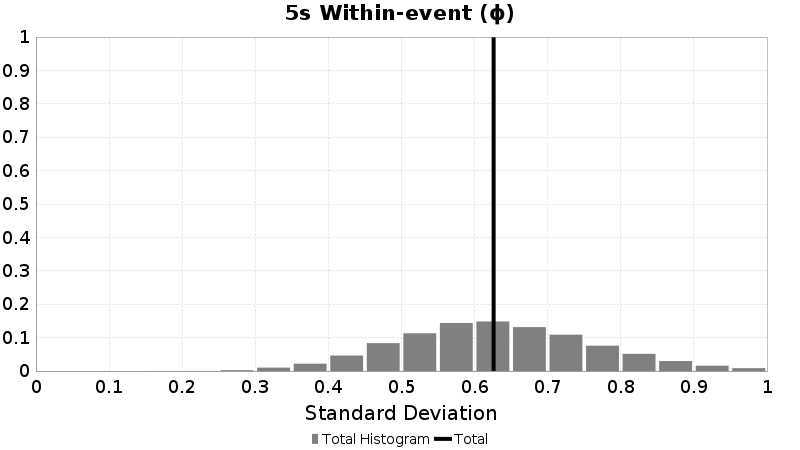 5s Within-event (ϕ)
1
0.9
0.8
0.7
0.6
0.5
0.4
0.3
0.2
0.1
0
0 0.1 0.2 0.3 0.4 0.5 0.6 0.7 0.8 0.9 1
Standard Deviation
Total Histogram Total